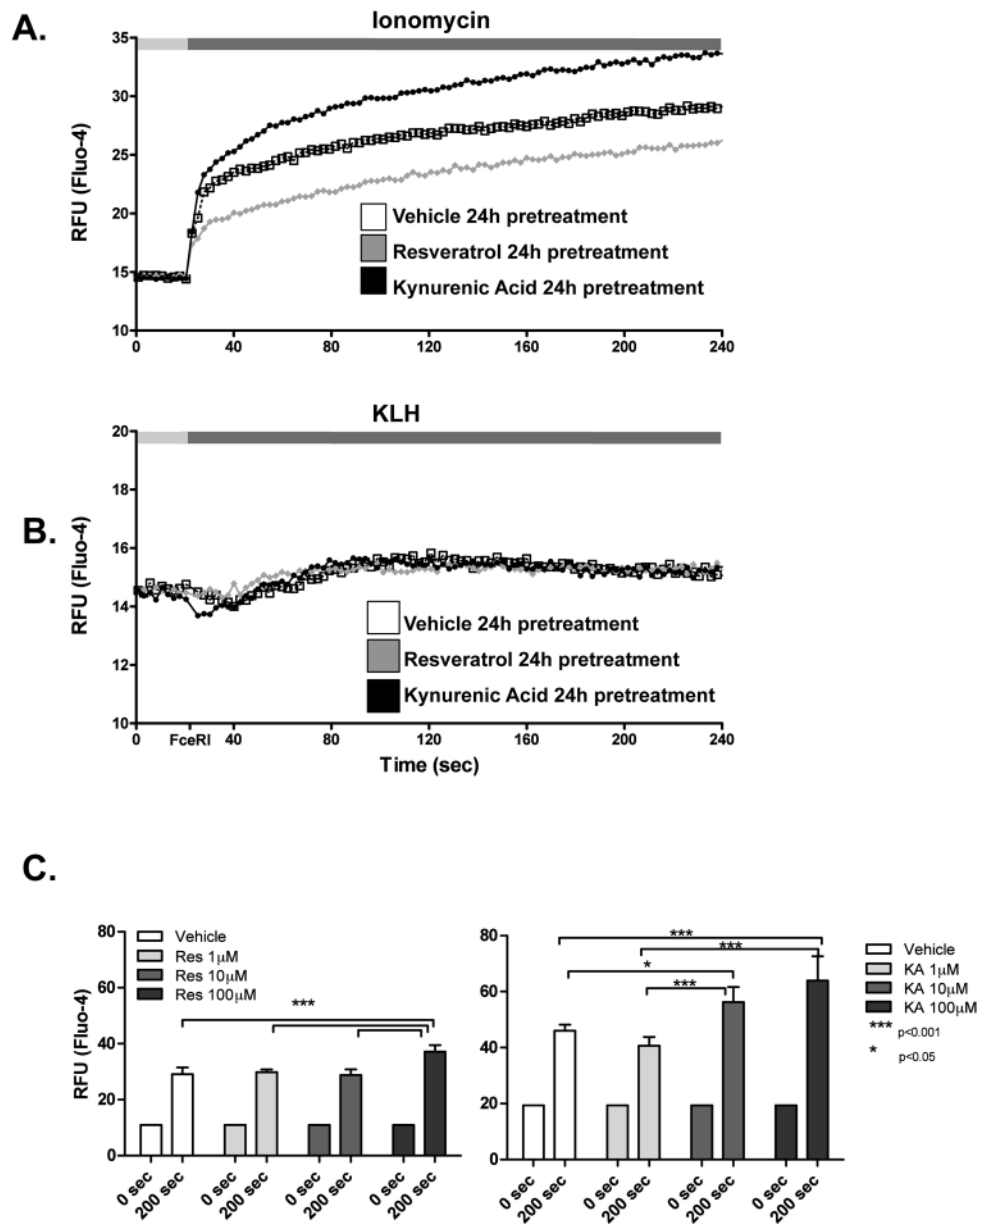 A.
Ionomycin
35
30
25
20
15
10
RFU (Fluo-4)
Vehicle 24h pretreatment
Resveratrol 24h pretreatment
Kynurenic Acid 24h pretreatment
0 40 80 120 160 200 240
KLH
B.
20
18
16
14
12
10
RFU (Fluo-4)
Vehicle 24h pretreatment
Resveratrol 24h pretreatment
Kynurenic Acid 24h pretreatment
0 FceRI 40 80 120 160 200 240
Time (sec)
C.
80
60
40
20
0
RFU (Fluo-4)
Vehicle
Res 1μM
Res 10μM
Res 100μM
***
0 sec 200 sec 0 sec 200 sec 0 sec 200 sec 0 sec 200 sec
80
60
40
20
0
***
***
*
***
Vehicle
KA 1μM
KA 10μM
KA 100μM
*** p<0.001
* p<0.05
0 sec 200 sec 0 sec 200 sec 0 sec 200 sec 0 sec 200 sec